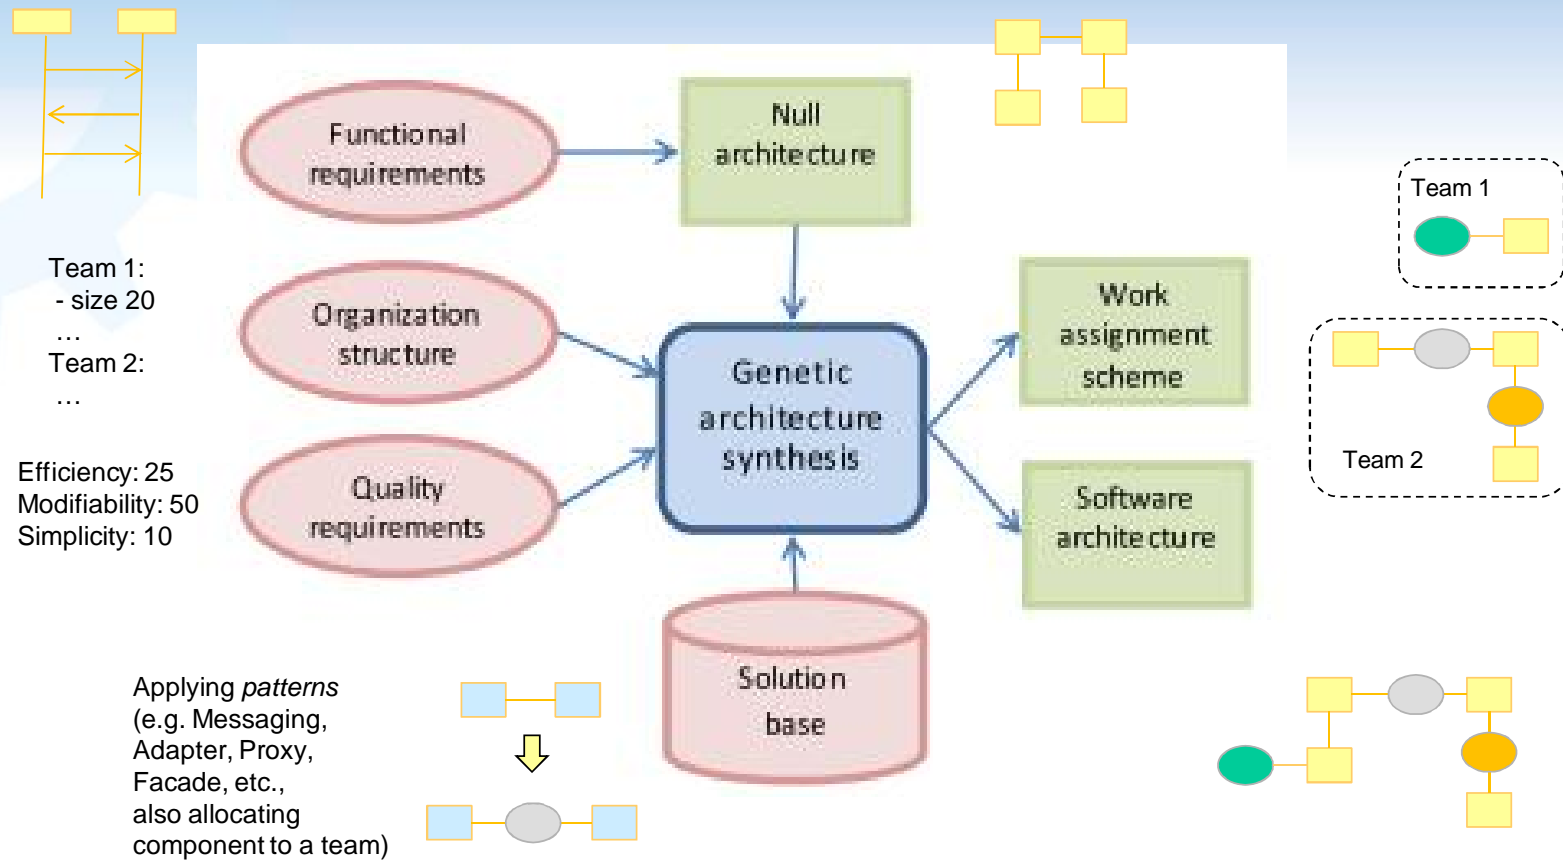 Functional
requirements
Null
architecture
Team 1
Team 1:
- size 20
...
Team 2:
...
Organization
structure
Work
assignment
scheme
Genetic
architecture
synthesis
Team 2
Efficiency: 25
Modifiability: 50
Simplicity: 10
Quality
requirements
Software
architecture
Solution
base
Applying patterns
(e.g. Messaging,
Adapter, Proxy,
Facade, etc.,
also allocating
component to a team)